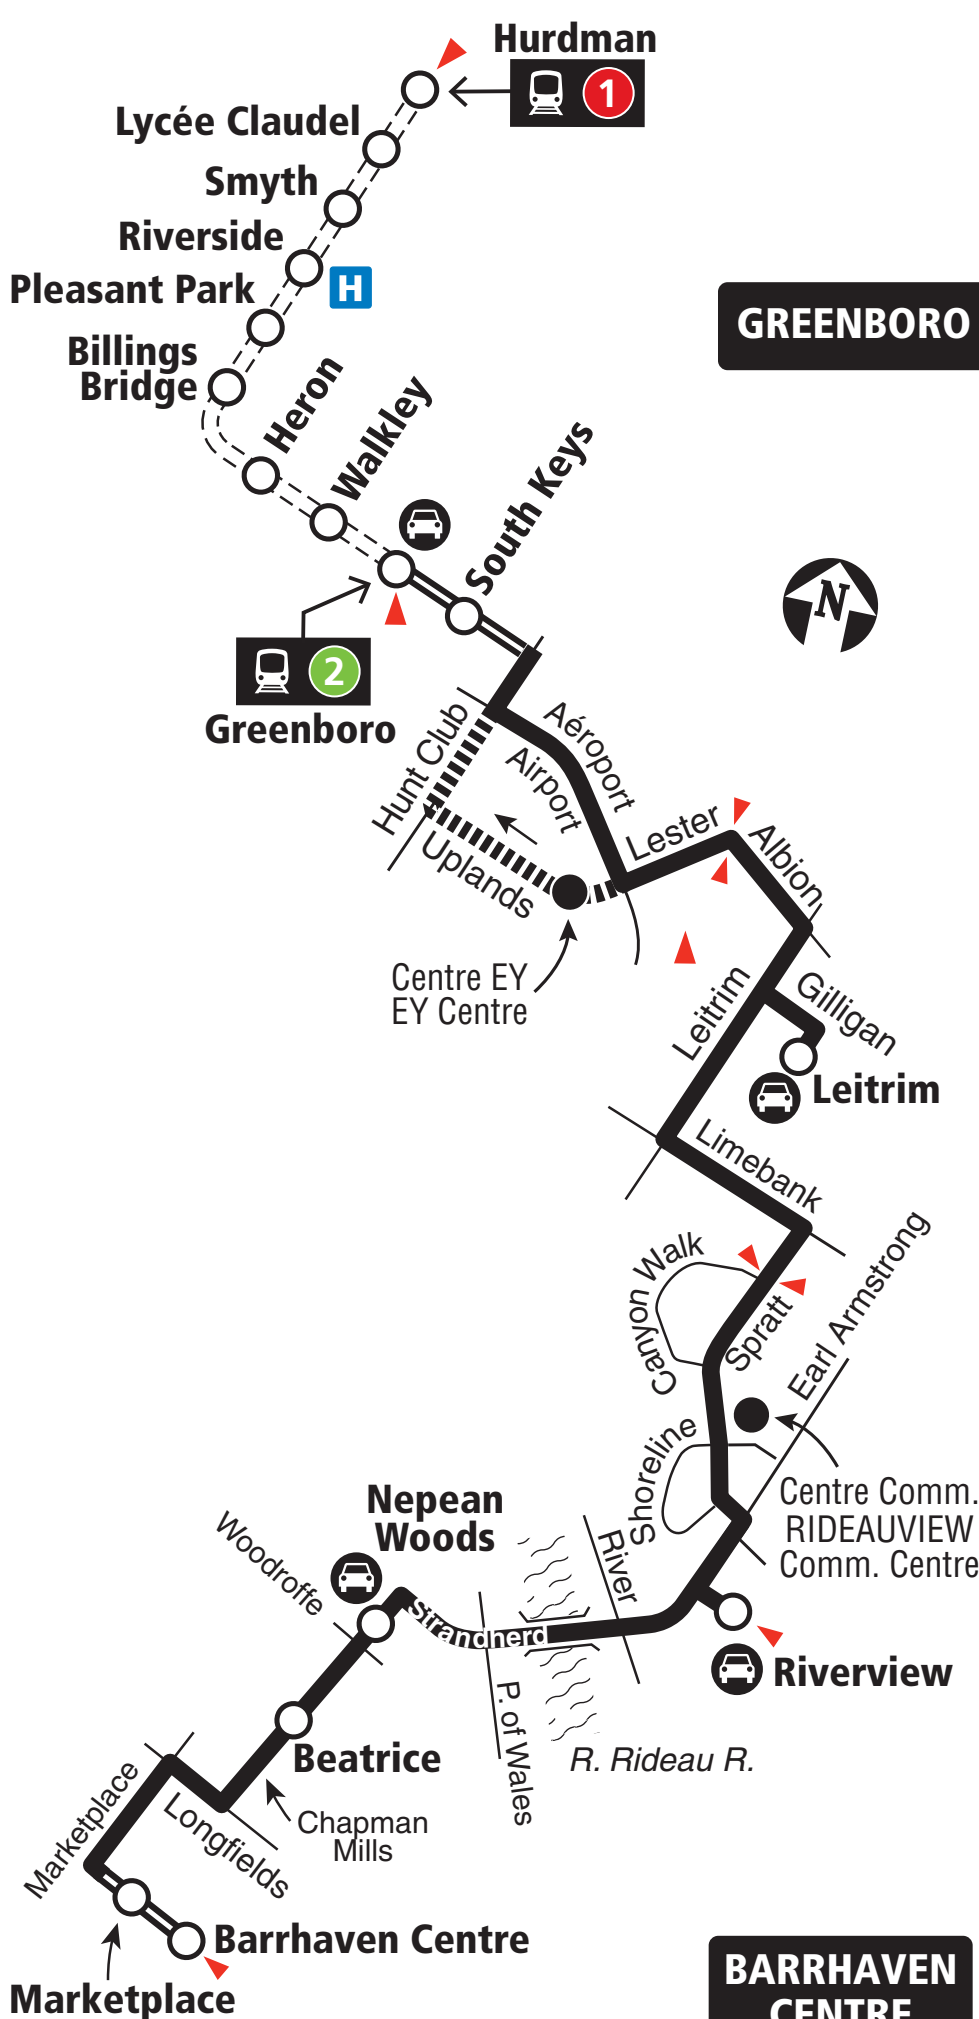 Hurdman
1
Lycée Claudel
Smyth
Riverside
H
Pleasant Park
GREENBORO
Billings
Bridge
Heron
Walkley
South Keys
N
2
Greenboro
Hunt Club
Aéroport
Airport
Uplands
Lester
Albion
Centre EY
EY Centre
Leitrim
Gilligan
Leitrim
Limebank
Canyon Walk
Spratt
Earl Armstrong
Shoreline
Centre Comm.
RIDEAUVIEW
Comm. Centre
Nepean
Woods
Woodroffe
River
Strandherd
Riverview
P. of Wales
R. Rideau R.
Beatrice
Chapman
Mills
Marketplace
Longfields
Barrhaven Centre
Marketplace
BARRHAVEN
CENTRE